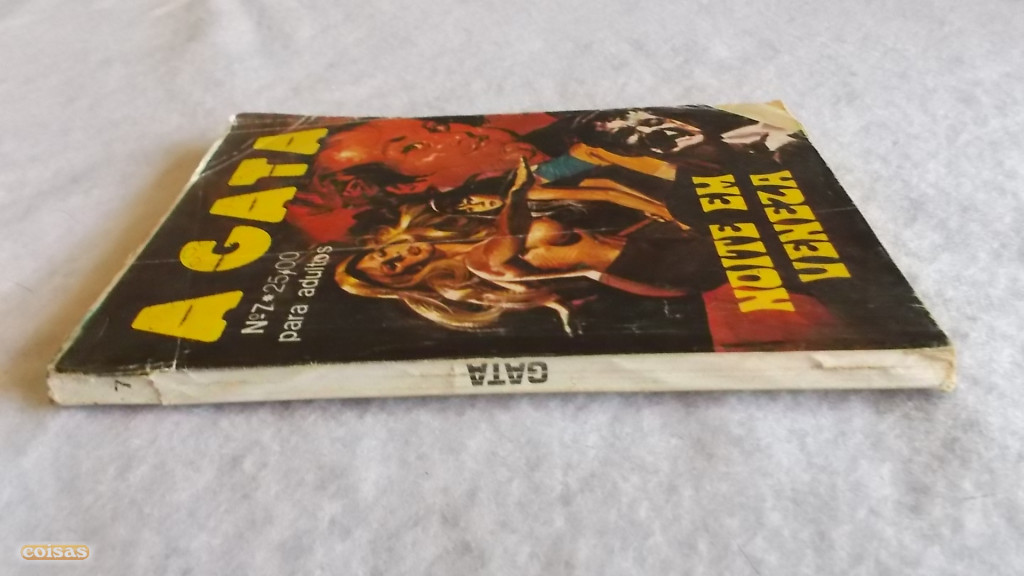 A GATA
Nº7*25,00
para adultos
NOITE EM
VENEZA
7
GATA
coisas